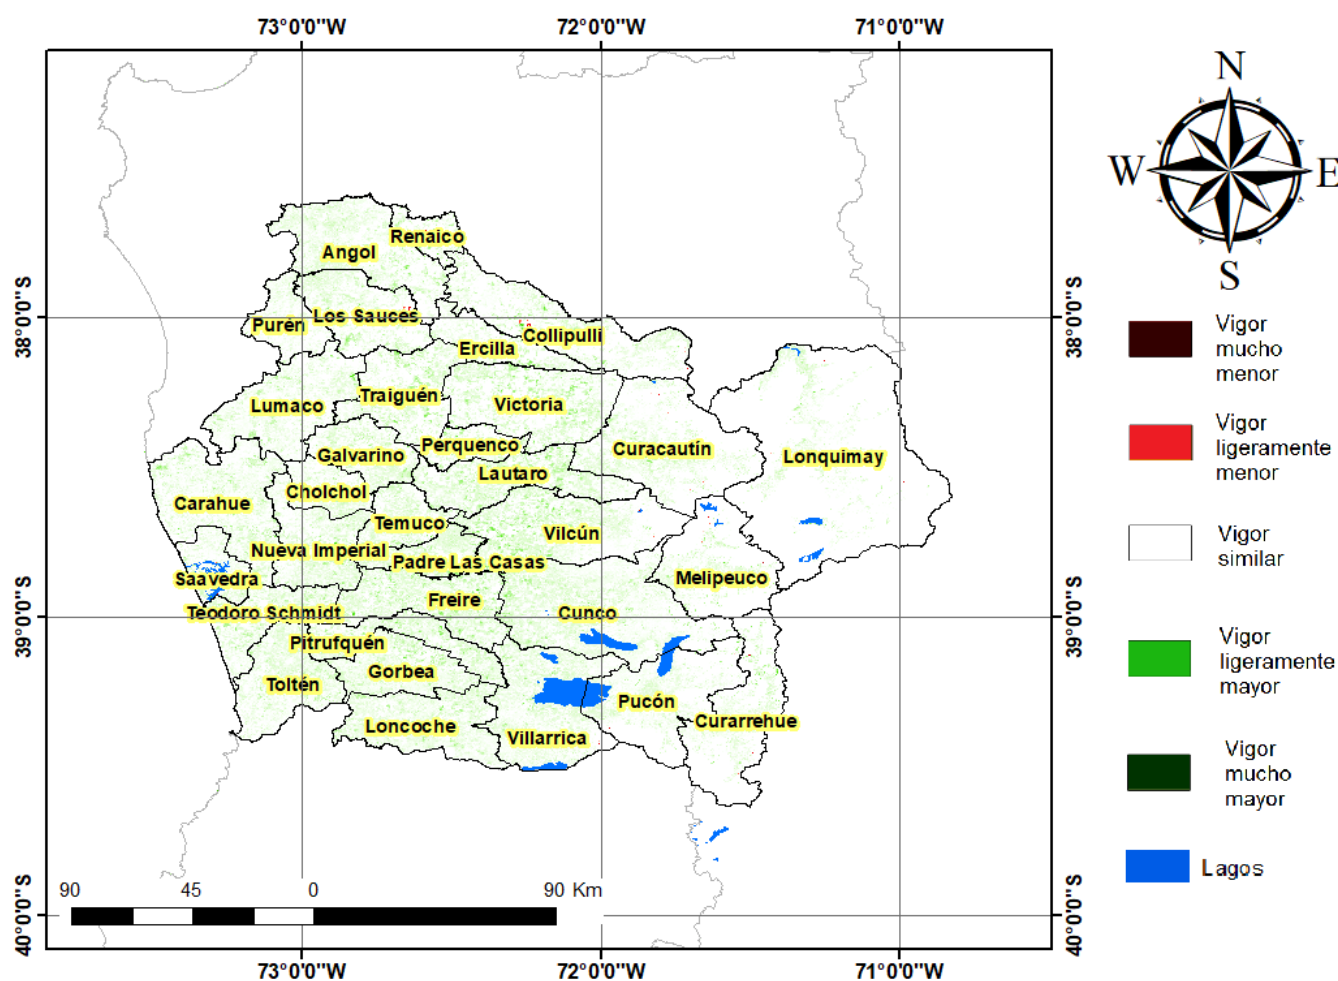 73°0'0"W
72°0'0"W
71°0'0"W
N
W
E
S
38°0'0"S
38°0'0"S
39°0'0"S
39°0'0"S
40°0'0"S
40°0'0"S
Renaico
Angol
Los Sauces
Purén
Collipulli
Ercilla
Traiguén
Lumaco
Victoria
Perquenco
Curacautín
Galvarino
Lonquimay
Lautaro
Cholchol
Carahue
Temuco
Vilcún
Nueva Imperial
Padre Las Casas
Saavedra
Melipeuco
Freire
Teodoro Schmidt
Cunco
Pitrufquén
Gorbea
Toltén
Pucón
Curarrehue
Loncoche
Villarrica
Vigor
mucho
menor
Vigor
ligeramente
menor
Vigor
similar
Vigor
ligeramente
mayor
Vigor
mucho
mayor
Lagos
90 45 0 90 Km
73°0'0"W
72°0'0"W
71°0'0"W